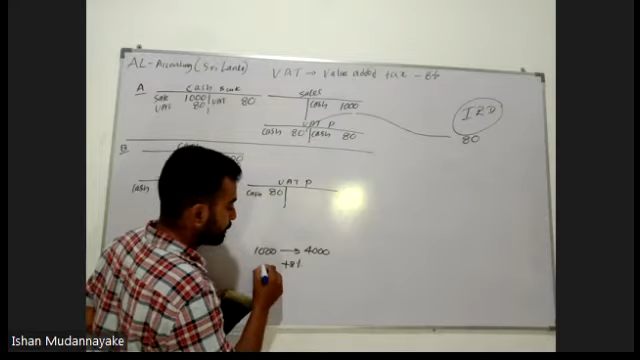 AL-Accounting (Sri Lanka)
VAT → Value added tax - 8%
A
Cash Book
Sale 1000 VAT 80
VAT 80
Sales
Cash 1000
VAT P
Cash 80 Cash 80
IRD
80
B
Cash
VAT P
Cash 80
1000 → 4000
+8%
Ishan Mudannayake